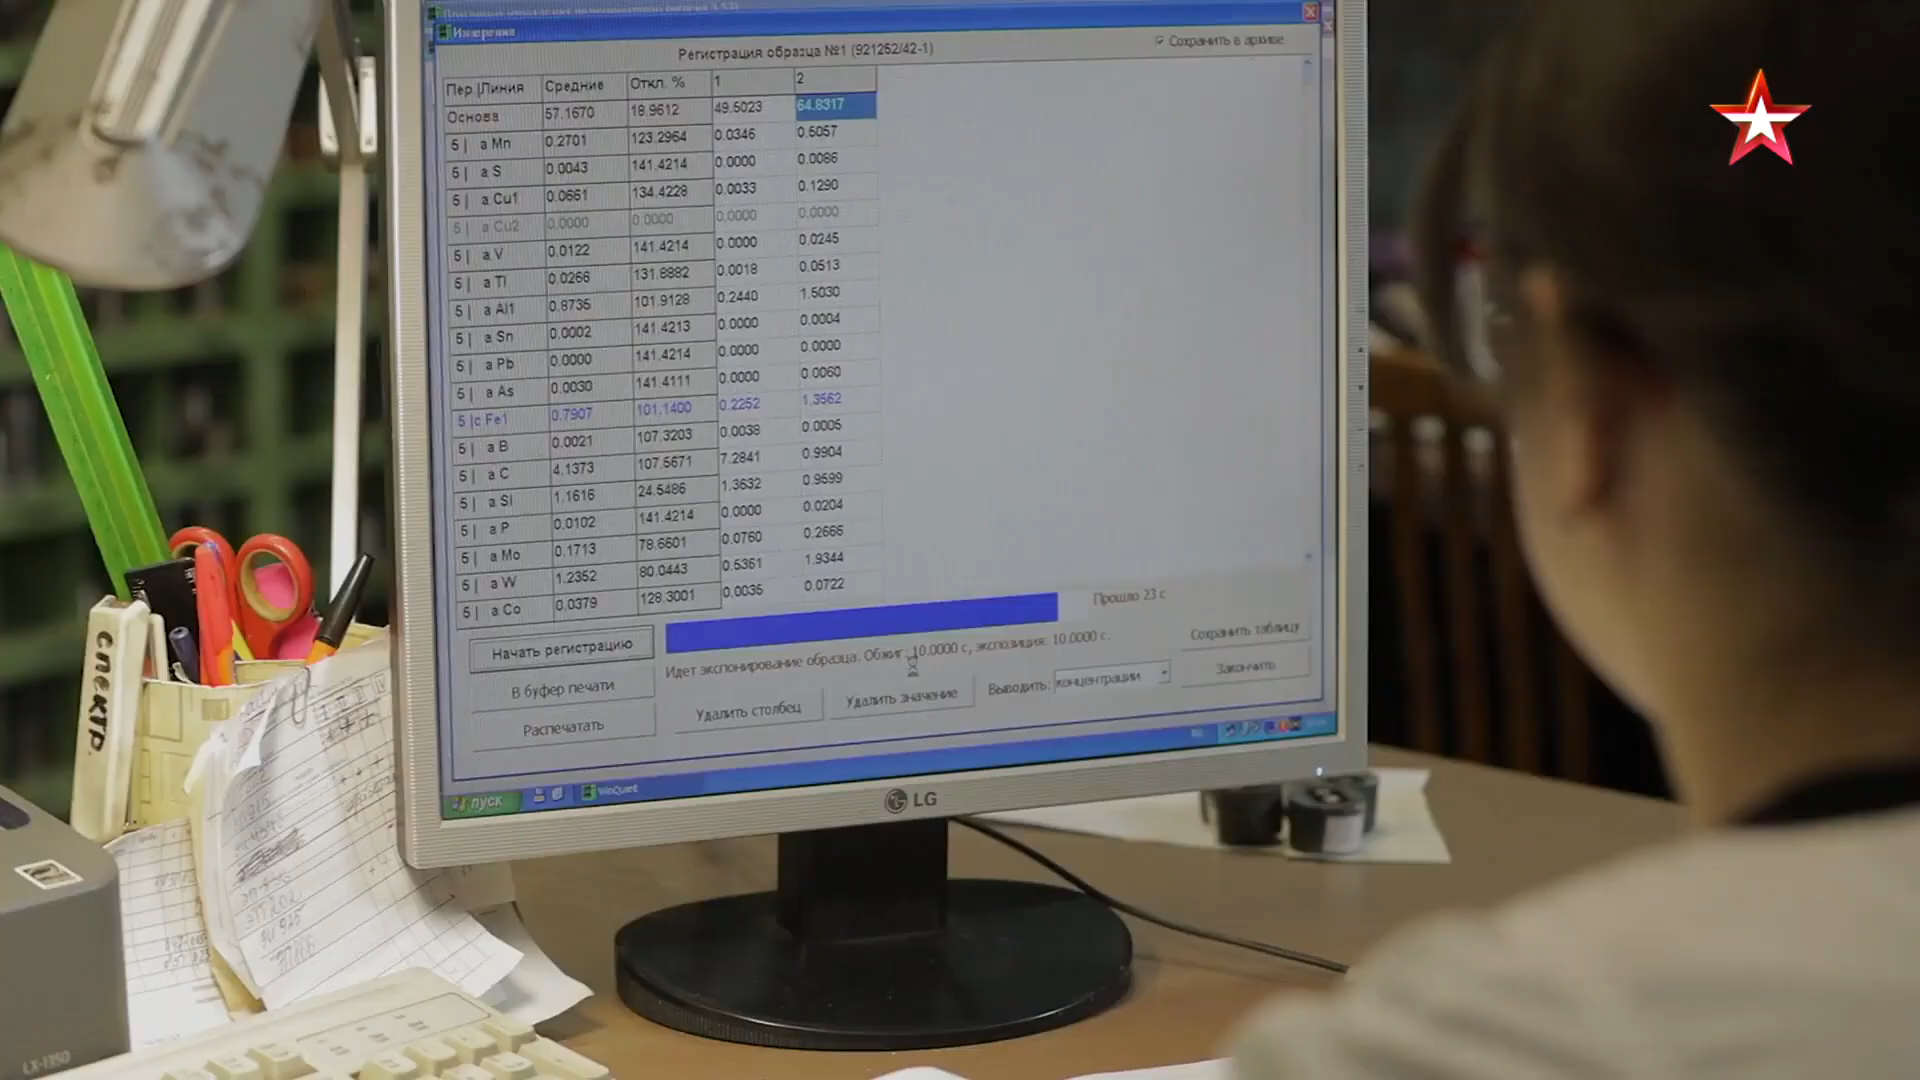 Измерение
Регистрация образца №1 (921252/42-1)
Сохранить в архиве
Пер|Линия Средние Откл. % 1 2
Основа 57.1670 18.9612 49.5023 64.8317
5 | a Mn 0.2701 123.2964 0.0346 0.5057
5 | a S 0.0043 141.4214 0.0000 0.0086
5 | a Cu1 0.0661 134.4228 0.0033 0.1290
5 | a Cu2 0.0000 0.0000 0.0000 0.0000
5 | a V 0.0122 141.4214 0.0000 0.0245
5 | a Ti 0.0266 131.8882 0.0018 0.0513
5 | a Al1 0.8735 101.9128 0.2440 1.5030
5 | a Sn 0.0002 141.4213 0.0000 0.0004
5 | a Pb 0.0000 141.4214 0.0000 0.0000
5 | a As 0.0030 141.4111 0.0000 0.0060
5 |c Fe1 0.7907 101.1400 0.2252 1.3562
5 | a B 0.0021 107.3203 0.0038 0.0005
5 | a C 4.1373 107.5671 7.2841 0.9904
5 | a Si 1.1616 24.5486 1.3632 0.9599
5 | a P 0.0102 141.4214 0.0000 0.0204
5 | a Mo 0.1713 78.6601 0.0760 0.2666
5 | a W 1.2352 80.0443 0.5361 1.9344
5 | a Co 0.0379 128.3001 0.0035 0.0722
Прошло 23 с
Начать регистрацию
Идет экспонирование образца. Обжиг: 10.0000 с, экспозиция: 10.0000 с.
Сохранить таблицу
В буфер печати
Удалить столбец
Удалить значение
Выводить: концентрации
Закончить
Распечатать
пуск
WinQuant
LG
спектр.
LX-1350